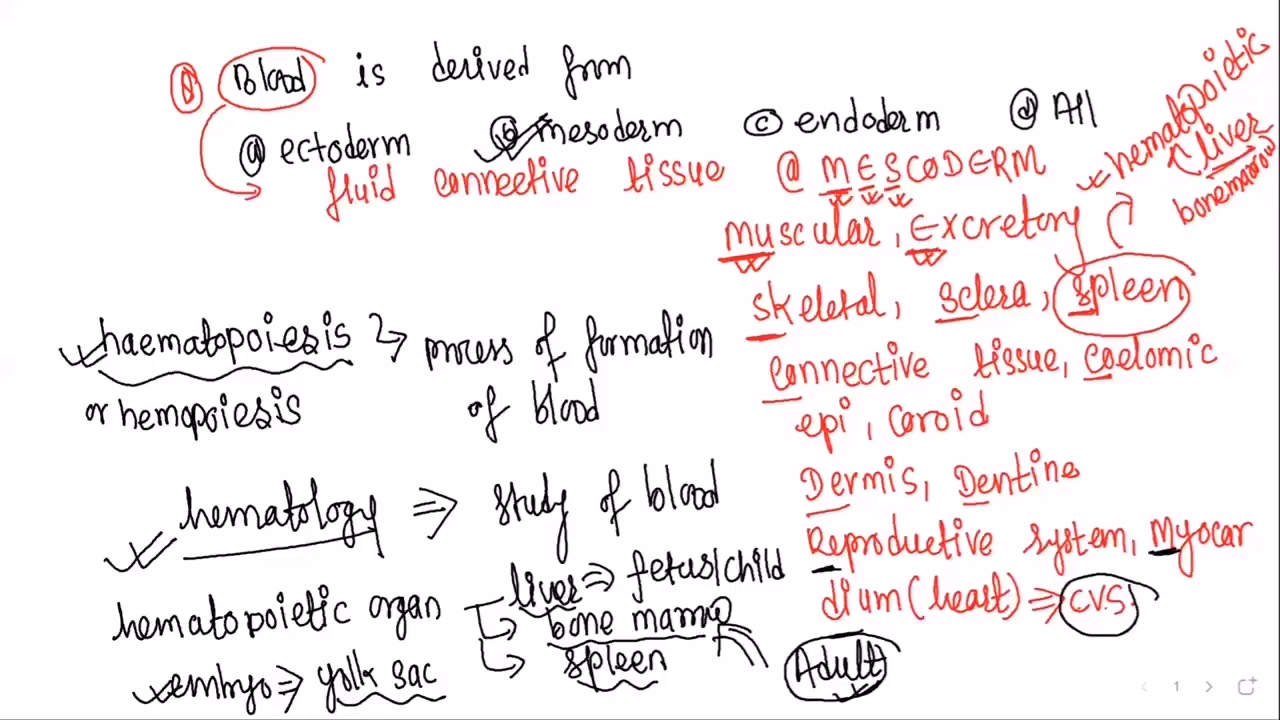 Q Blood is derived from
a ectoderm b mesoderm c endoderm d All
fluid connective tissue @ MESCODERM
hematopoietic
liver
bonemarrow
muscular, Excretory
skeletal, sclera, spleen
connective tissue, coelomic
epi, coroid
Dermis, Dentine
Reproductive system, Myocar
dium (heart) ⇒ CVS
haematopoiesis → process of formation
or hemopoiesis of blood
hematology ⇒ study of blood
hematopoietic organ liver ⇒ fetus/child
bone marrow
spleen
Adult
embryo ⇒ yolk sac
1